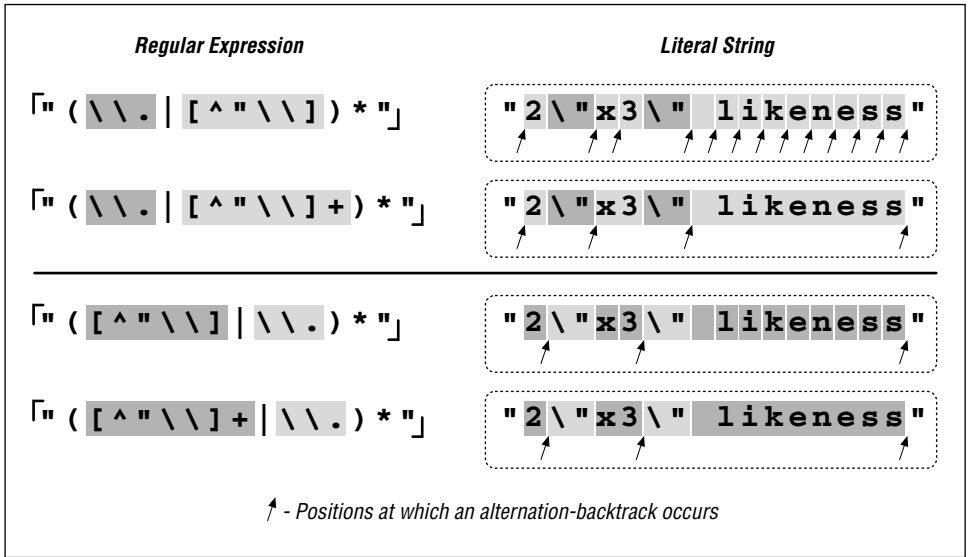 Regular Expression Literal String
⌈"(\\.|[^"\\])*"⌋ "2\"x3\" likeness"
⌈"(\\.|[^"\\]+)*"⌋ "2\"x3\" likeness"
⌈"([^"\\]|\\.)*"⌋ "2\"x3\" likeness"
⌈"([^"\\]+|\\.)*"⌋ "2\"x3\" likeness"
- Positions at which an alternation-backtrack occurs